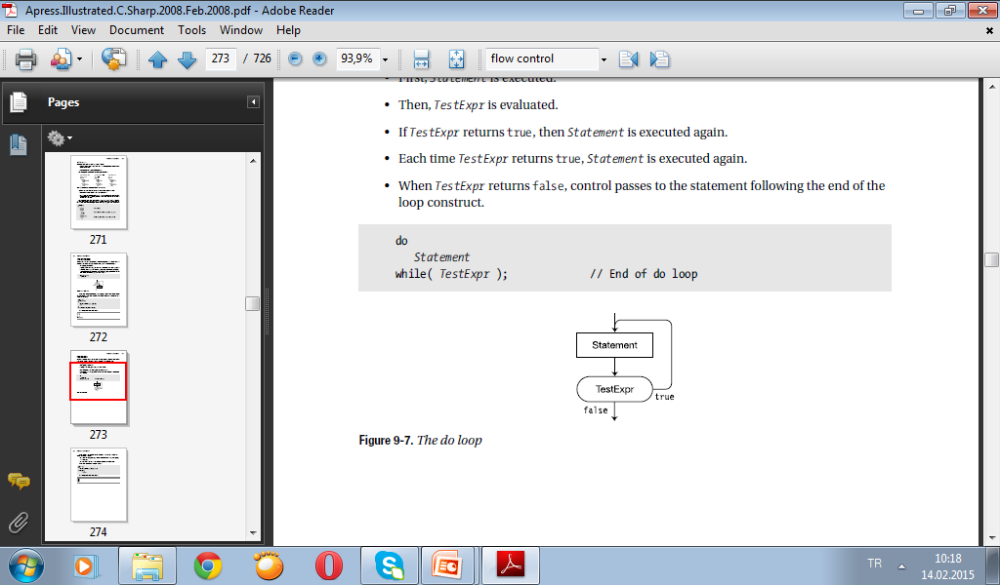 Apress.Illustrated.C.Sharp.2008.Feb.2008.pdf - Adobe Reader
File Edit View Document Tools Window Help
273 / 726 93,9% flow control
Pages
271
272
273
274
• First, Statement is executed.
• Then, TestExpr is evaluated.
• If TestExpr returns true, then Statement is executed again.
• Each time TestExpr returns true, Statement is executed again.
• When TestExpr returns false, control passes to the statement following the end of the
loop construct.
do
Statement
while( TestExpr ); // End of do loop
Statement
TestExpr
true
false
Figure 9-7. The do loop
TR
10:18
14.02.2015